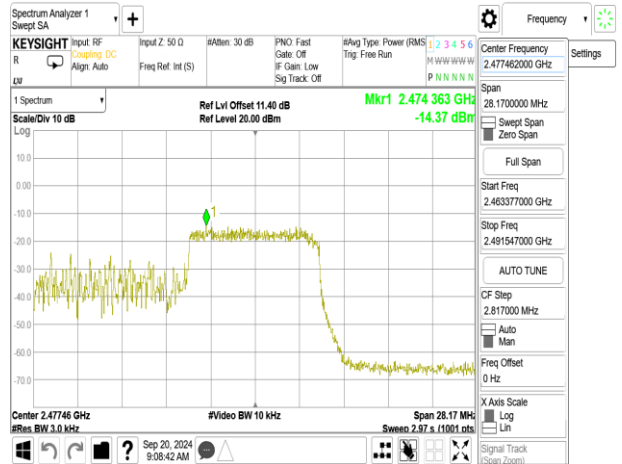 Spectrum Analyzer 1
Swept SA
Frequency
KEYSIGHT
R
Input: RF
Coupling: DC
Align: Auto
Input Z: 50 Ω
Freq Ref: Int (S)
#Atten: 30 dB
PNO: Fast
Gate: Off
IF Gain: Low
Sig Track: Off
#Avg Type: Power (RMS
Trig: Free Run
1 2 3 4 5 6
M W W W W W
P N N N N N
Settings
Center Frequency
2.477462000 GHz
Span
28.1700000 MHz
Swept Span
Zero Span
Full Span
Start Freq
2.463377000 GHz
Stop Freq
2.491547000 GHz
AUTO TUNE
CF Step
2.817000 MHz
Auto
Man
Freq Offset
0 Hz
X Axis Scale
Log
Lin
Signal Track
(Span Zoom)
1 Spectrum
Scale/Div 10 dB
Log
Ref Lvl Offset 11.40 dB
Ref Level 20.00 dBm
Mkr1 2.474 363 GHz
-14.37 dBm
10.0
0.00
-10.0
-20.0
-30.0
-40.0
-50.0
-60.0
-70.0
1
Center 2.47746 GHz
#Res BW 3.0 kHz
#Video BW 10 kHz
Span 28.17 MHz
Sweep 2.97 s (1001 pts
Sep 20, 2024
9:08:42 AM